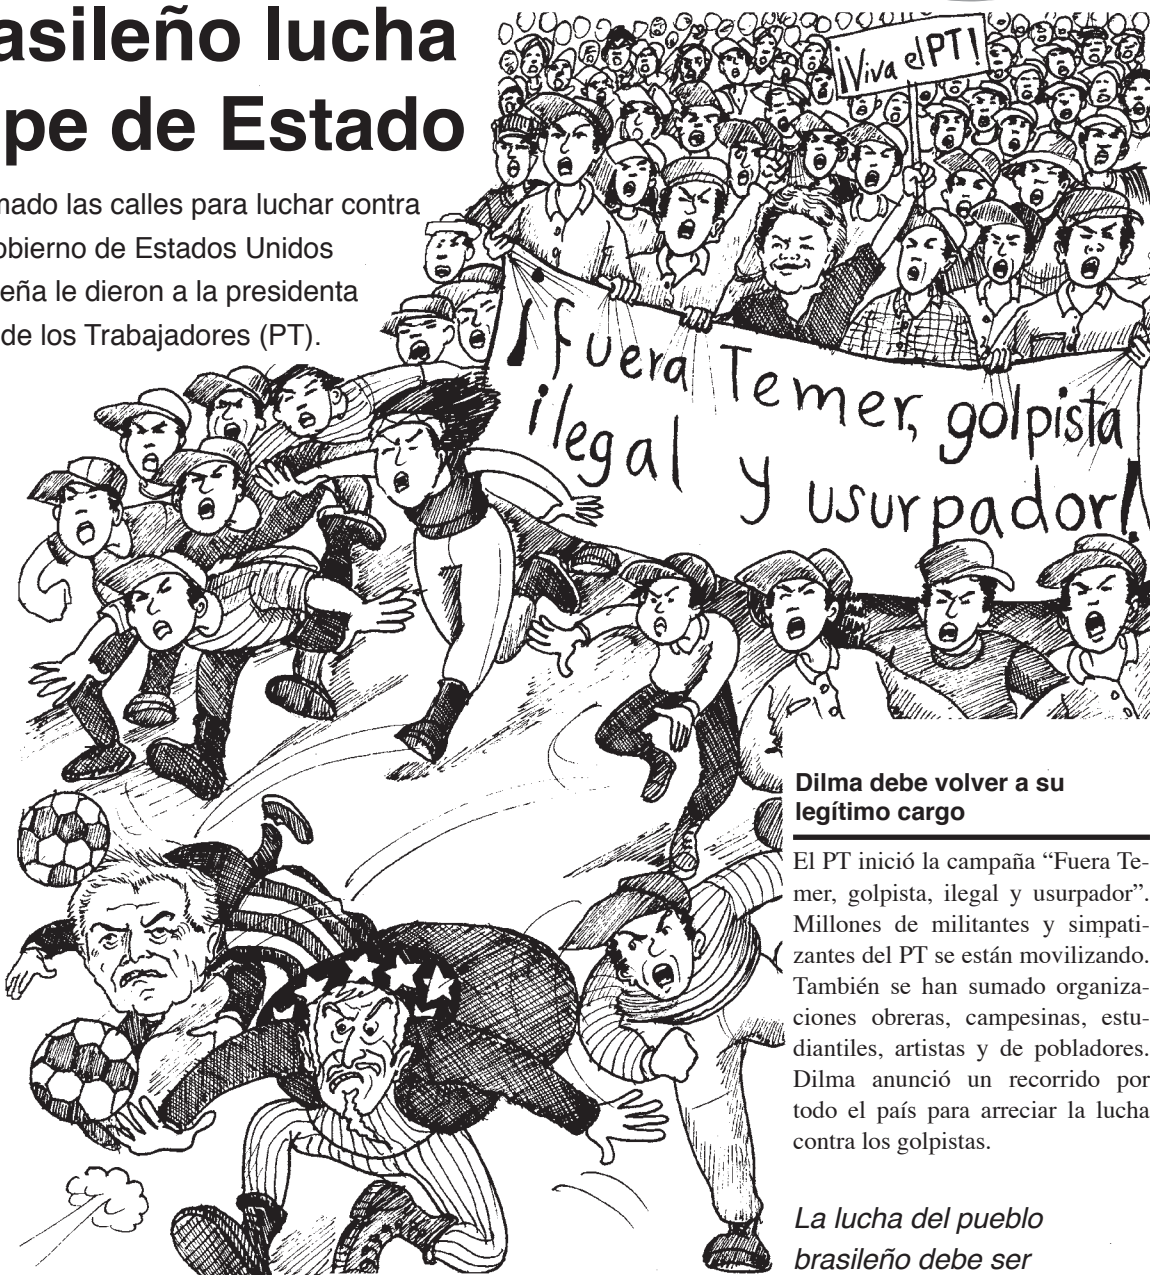 asileño lucha
pe de Estado
mado las calles para luchar contra
obierno de Estados Unidos
eña le dieron a la presidenta
de los Trabajadores (PT).
¡Viva el PT!
¡Fuera Temer, golpista
ilegal y usurpador!
Dilma debe volver a su
legítimo cargo
El PT inició la campaña “Fuera Te-
mer, golpista, ilegal y usurpador”.
Millones de militantes y simpati-
zantes del PT se están movilizando.
También se han sumado organiza-
ciones obreras, campesinas, estu-
diantiles, artistas y de pobladores.
Dilma anunció un recorrido por
todo el país para arreciar la lucha
contra los golpistas.
La lucha del pueblo
brasileño debe ser